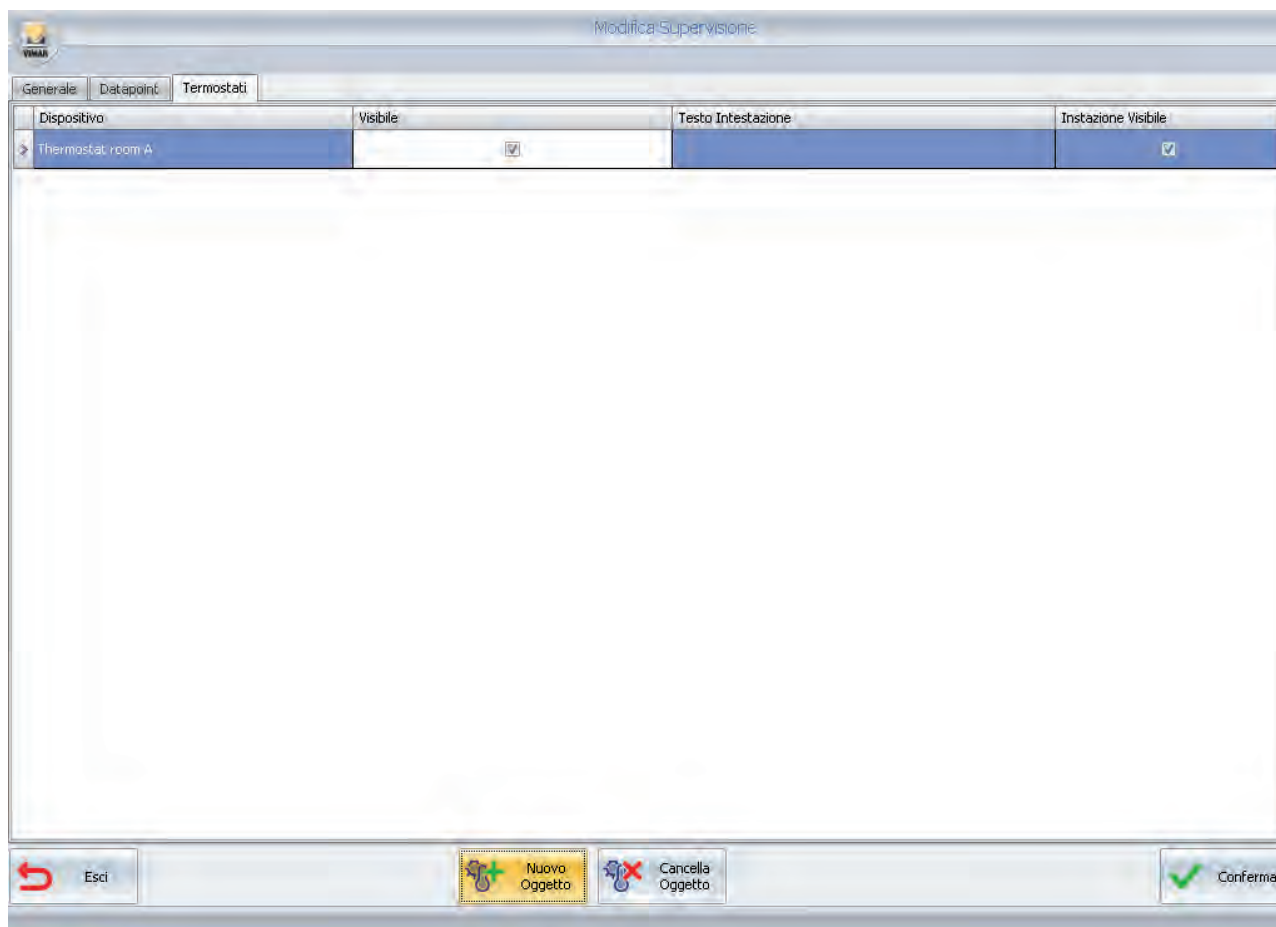 Modifica Supervisione
VIMAR
Generale Datapoint Termostati
Dispositivo Visibile Testo Intestazione Instazione Visibile
Thermostat room A
Esci
Nuovo
Oggetto
Cancella
Oggetto
Conferma